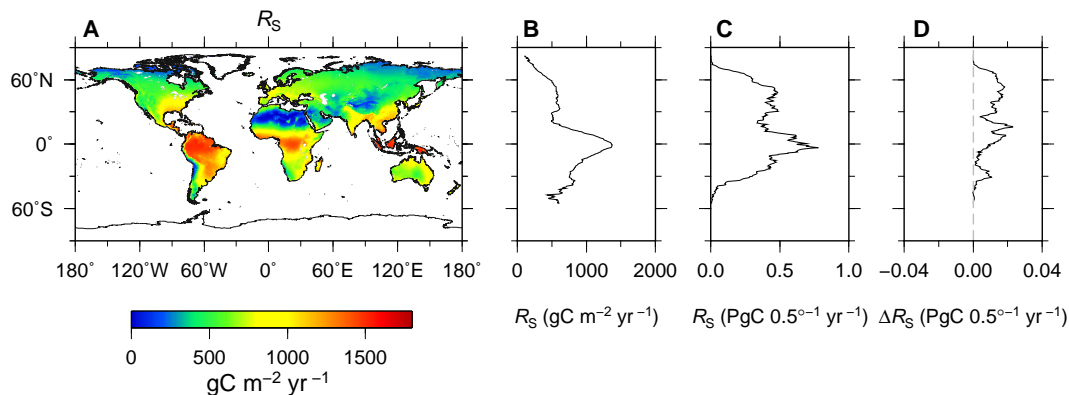 A R_S B C D
60˚N
0˚
60˚S
180˚ 120˚W 60˚W 0˚ 60˚E 120˚E 180˚
0 1000 2000
0.0 0.5 1.0
−0.04 0.00 0.04
R_S (gC m⁻² yr⁻¹)
R_S (PgC 0.5°⁻¹ yr⁻¹)
ΔR_S (PgC 0.5°⁻¹ yr⁻¹)
0 500 1000 1500
gC m⁻² yr⁻¹